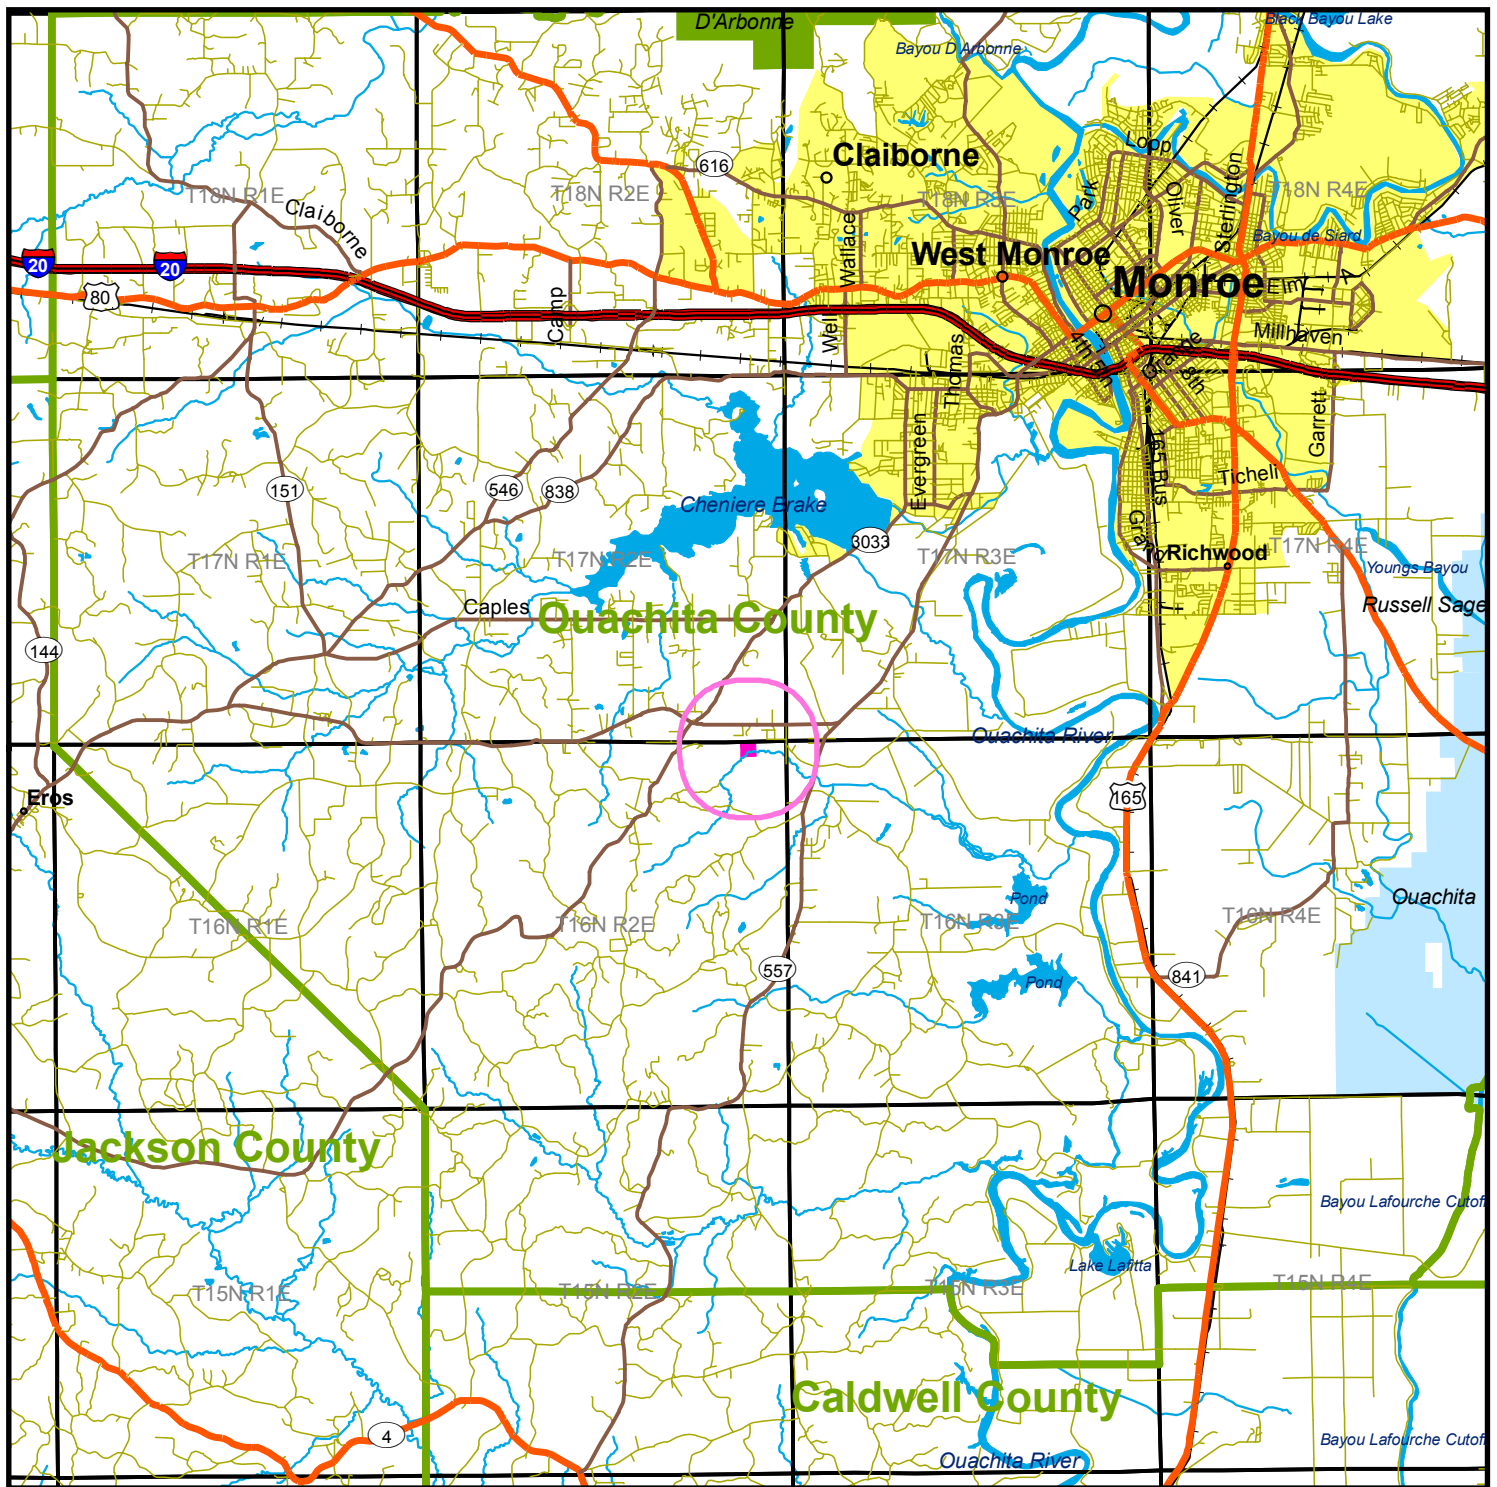 D'Arbonne
Black Bayou Lake
Bayou D Arbonne
Loop
Claiborne
616
T18N R1E
T18N R2E
T18N R3E
T18N R4E
Claiborne
Park
Oliver
Sterlington
Wallace
Bayou de Siard
West Monroe
Monroe
20
20
80
Elm
A
Camp
Well
Thomas
4th
5th
Orange
8th
Millhaven
Evergreen
Garrett
165 Bus
Ticheli
151
546
838
Cheniere Brake
3033
Grand
Richwood
T17N R1E
T17N R2E
T17N R3E
T17N R4E
Youngs Bayou
Russell Sage
Caples
Ouachita County
144
Ouachita River
165
Eros
Pond
Ouachita
T16N R1E
T16N R2E
T16N R3E
T16N R4E
557
841
Pond
Jackson County
Bayou Lafourche Cutoff
Lake Lafitta
T15N R1E
T15N R2E
T15N R3E
T15N R4E
Caldwell County
4
Bayou Lafourche Cutoff
Ouachita River